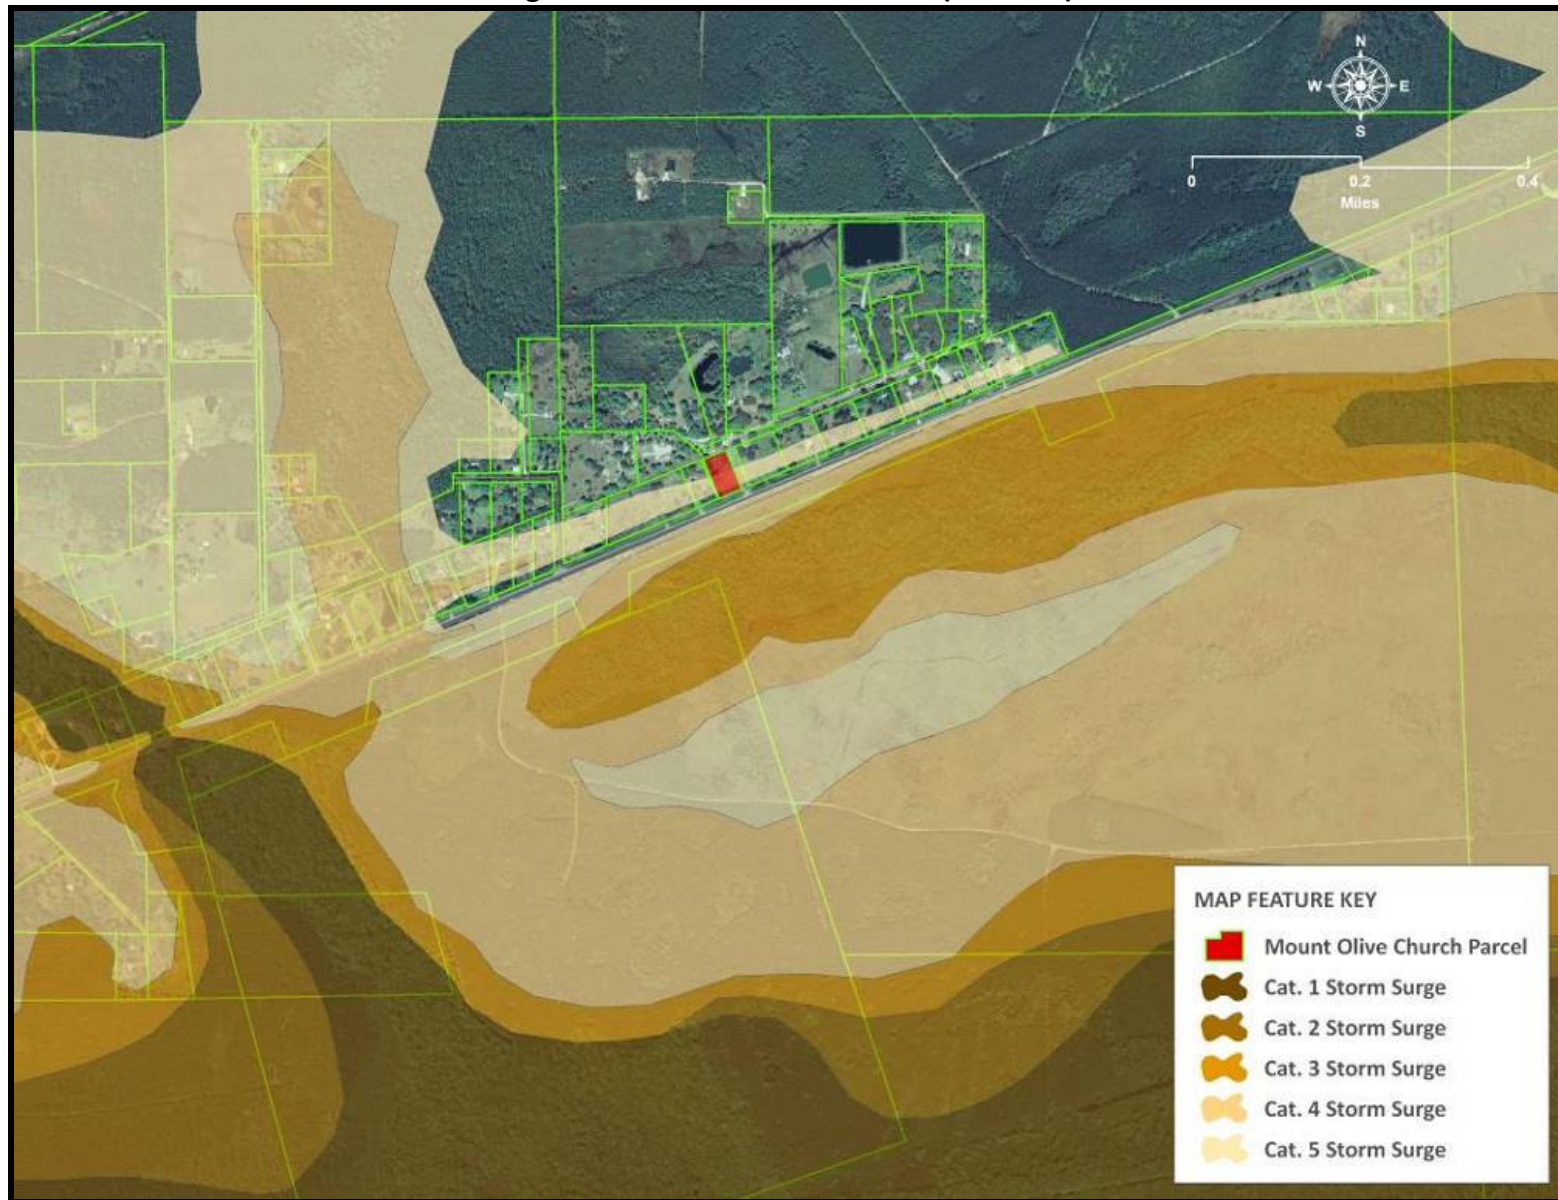 N
W E
S
0 0.2 0.4
Miles
MAP FEATURE KEY
Mount Olive Church Parcel
Cat. 1 Storm Surge
Cat. 2 Storm Surge
Cat. 3 Storm Surge
Cat. 4 Storm Surge
Cat. 5 Storm Surge